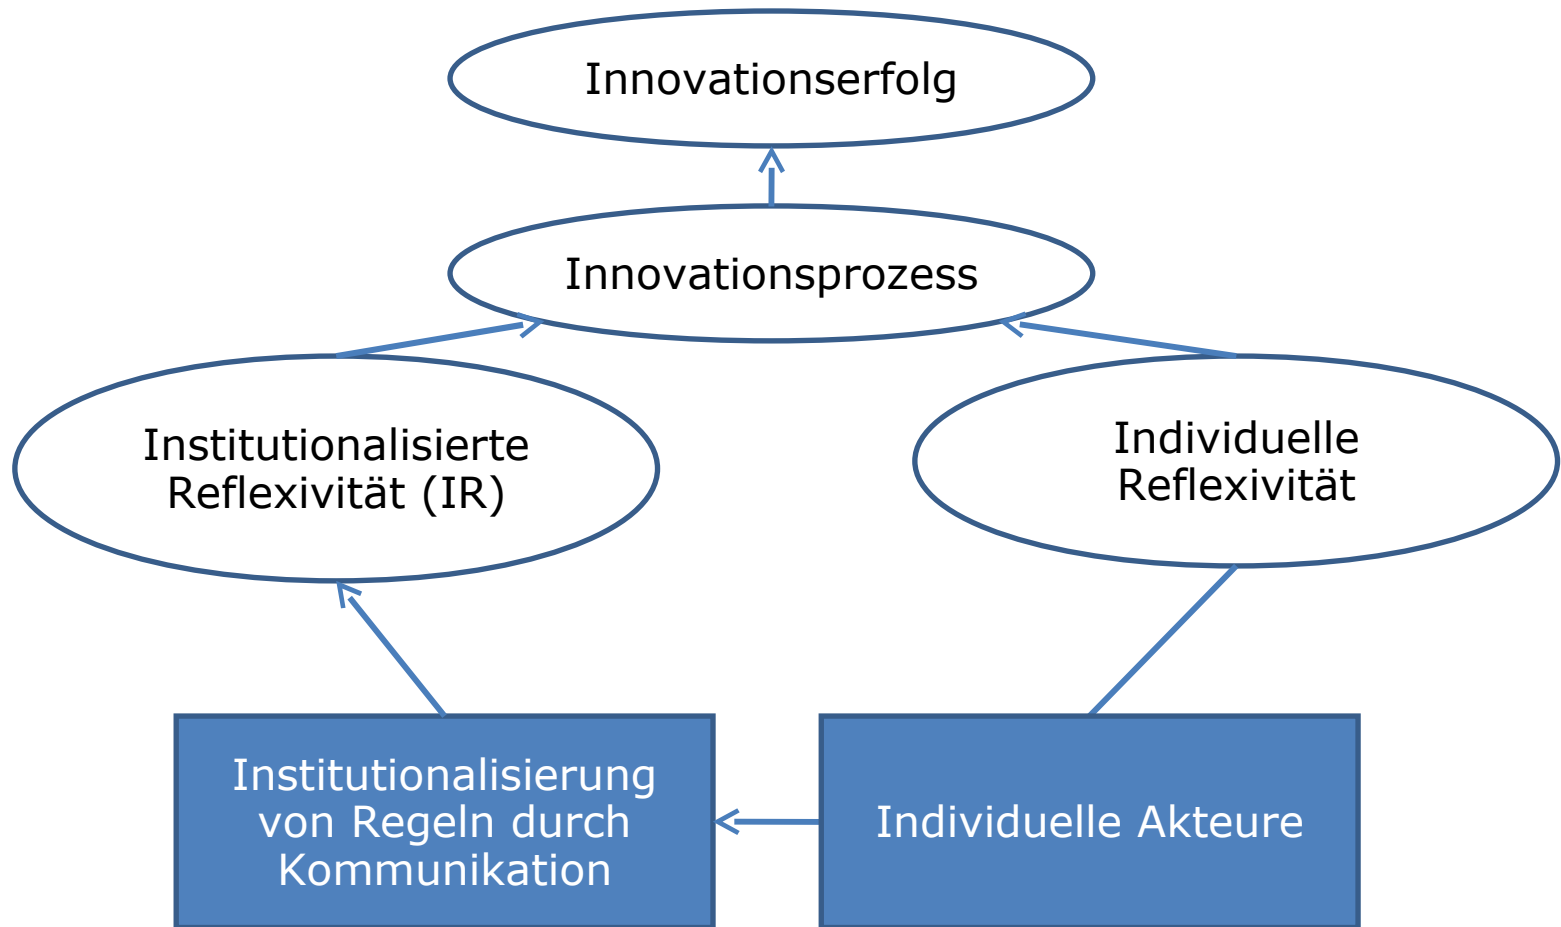 Innovationserfolg
Innovationsprozess
Institutionalisierte
Reflexivität (IR)
Individuelle
Reflexivität
Institutionalisierung
von Regeln durch
Kommunikation
Individuelle Akteure